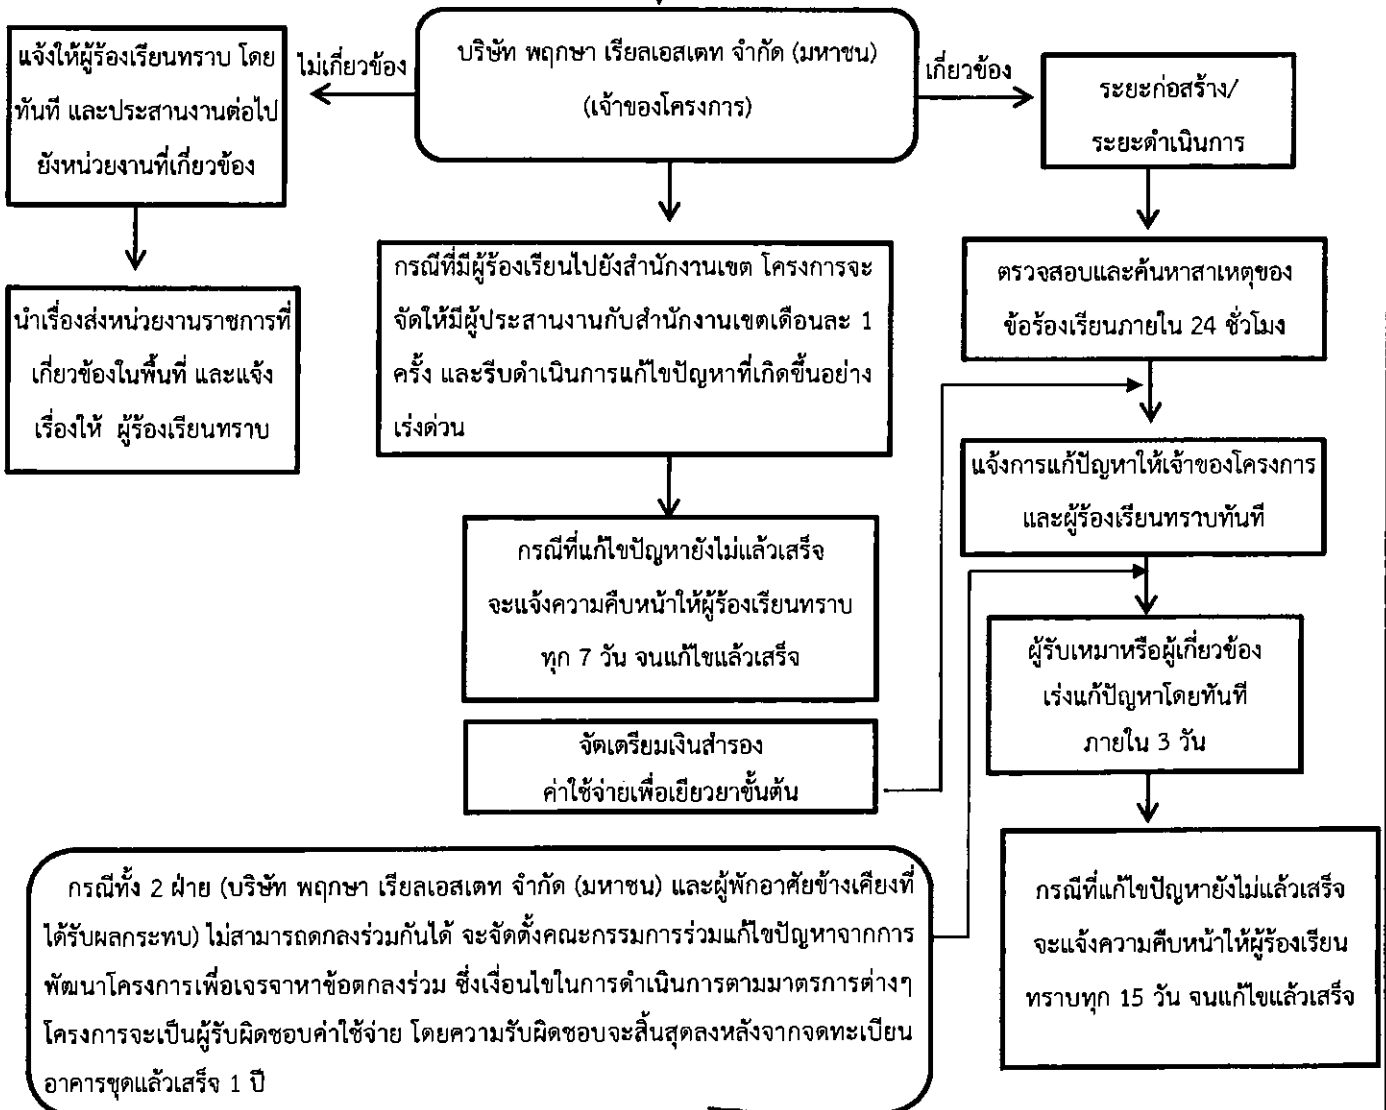 แจ้งให้ผู้ร้องเรียนทราบ โดย
ทันที และประสานงานต่อไป
ยังหน่วยงานที่เกี่ยวข้อง
ไม่เกี่ยวข้อง
บริษัท พฤกษา เรียลเอสเตท จำกัด (มหาชน)
(เจ้าของโครงการ)
เกี่ยวข้อง
ระยะก่อสร้าง/
ระยะดำเนินการ
นำเรื่องส่งหน่วยงานราชการที่
เกี่ยวข้องในพื้นที่ และแจ้ง
เรื่องให้ ผู้ร้องเรียนทราบ
กรณีที่มีผู้ร้องเรียนไปยังสำนักงานเขต โครงการจะ
จัดให้มีผู้ประสานงานกับสำนักงานเขตเดือนละ 1
ครั้ง และรีบดำเนินการแก้ไขปัญหาที่เกิดขึ้นอย่าง
เร่งด่วน
ตรวจสอบและค้นหาสาเหตุของ
ข้อร้องเรียนภายใน 24 ชั่วโมง
แจ้งการแก้ปัญหาให้เจ้าของโครงการ
และผู้ร้องเรียนทราบทันที
กรณีที่แก้ไขปัญหายังไม่แล้วเสร็จ
จะแจ้งความคืบหน้าให้ผู้ร้องเรียนทราบ
ทุก 7 วัน จนแก้ไขแล้วเสร็จ
ผู้รับเหมาหรือผู้เกี่ยวข้อง
เร่งแก้ปัญหาโดยทันที
ภายใน 3 วัน
จัดเตรียมเงินสำรอง
ค่าใช้จ่ายเพื่อเยียวยาขั้นต้น
กรณีทั้ง 2 ฝ่าย (บริษัท พฤกษา เรียลเอสเตท จำกัด (มหาชน) และผู้พักอาศัยข้างเคียงที่
ได้รับผลกระทบ) ไม่สามารถตกลงร่วมกันได้ จะจัดตั้งคณะกรรมการร่วมแก้ไขปัญหาจากการ
พัฒนาโครงการเพื่อเจรจาหาข้อตกลงร่วม ซึ่งเงื่อนไขในการดำเนินการตามมาตรการต่างๆ
โครงการจะเป็นผู้รับผิดชอบค่าใช้จ่าย โดยความรับผิดชอบจะสิ้นสุดลงหลังจากจดทะเบียน
อาคารชุดแล้วเสร็จ 1 ปี
กรณีที่แก้ไขปัญหายังไม่แล้วเสร็จ
จะแจ้งความคืบหน้าให้ผู้ร้องเรียน
ทราบทุก 15 วัน จนแก้ไขแล้วเสร็จ